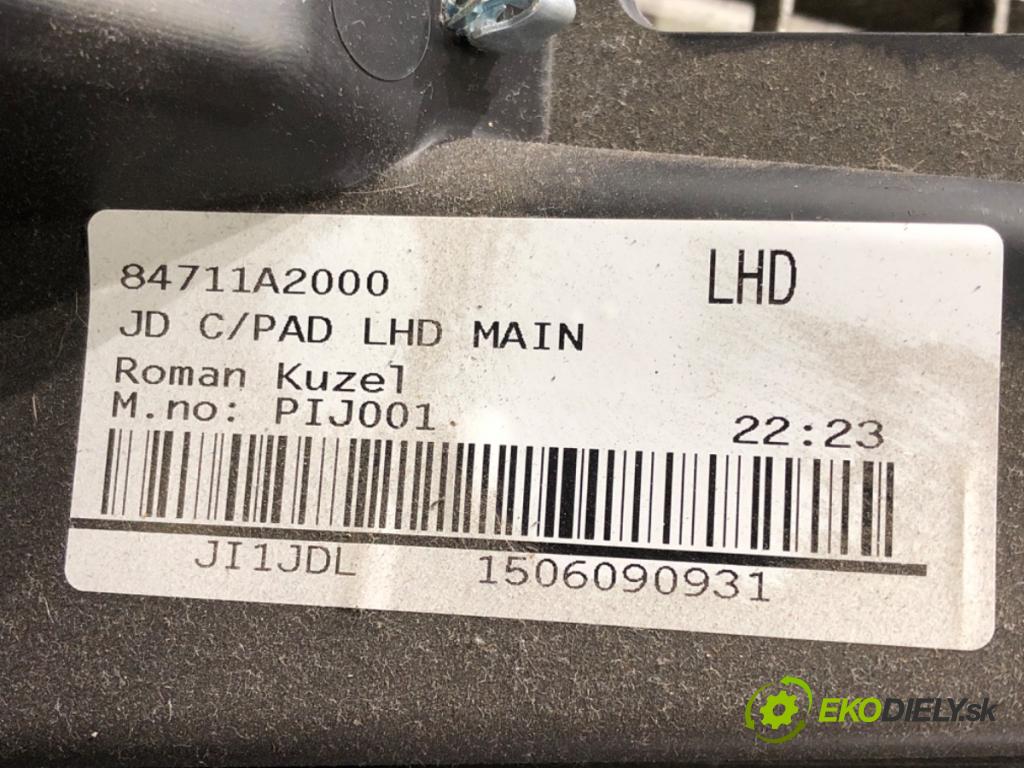 84711A2000 LHD
JD C/PAD LHD MAIN
Roman Kuzel
M.no: PIJ001. 22:23
JI1JDL 1506090931
EKODIELY.sk